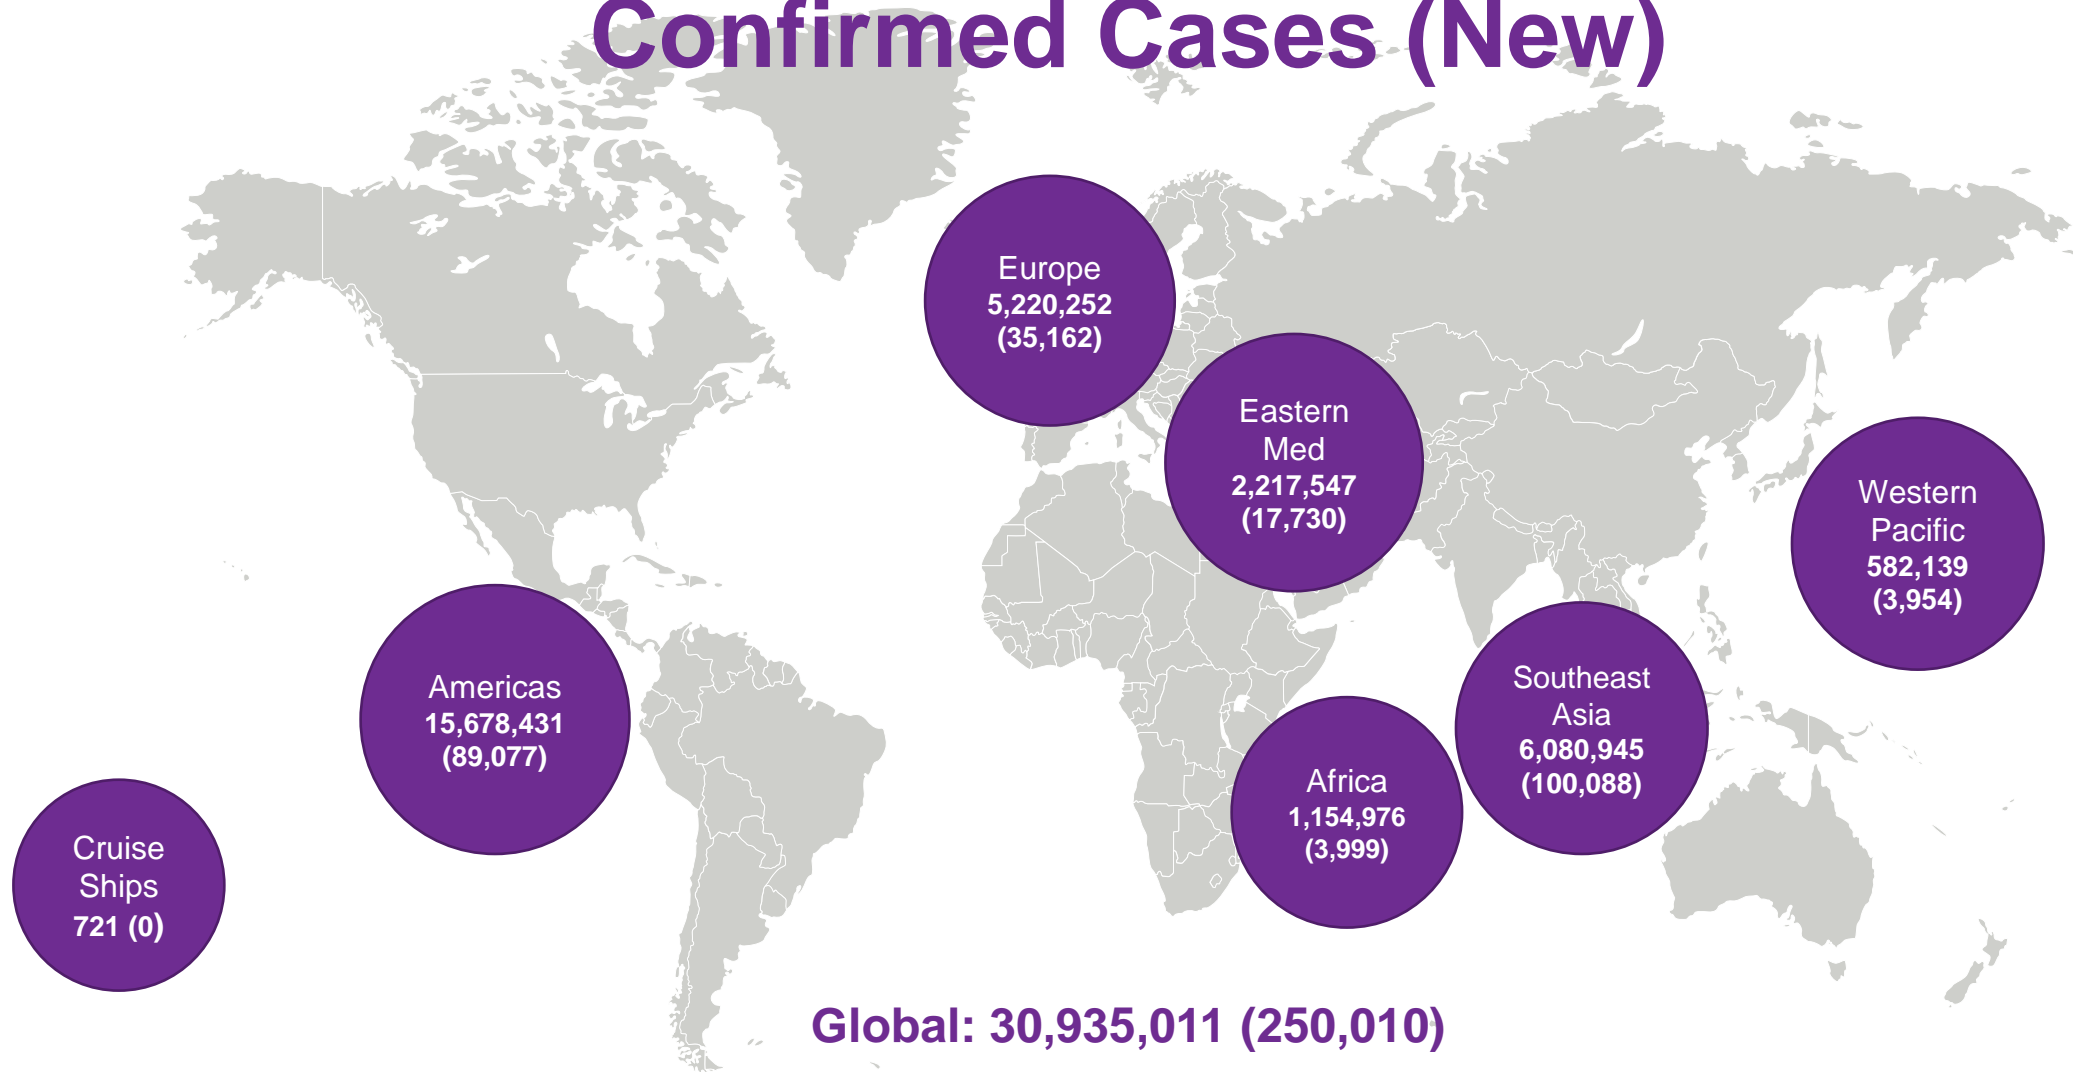 Confirmed Cases (New)
Europe
5,220,252
(35,162)
Eastern
Med
2,217,547
(17,730)
Western
Pacific
582,139
(3,954)
Americas
15,678,431
(89,077)
Southeast
Asia
6,080,945
(100,088)
Africa
1,154,976
(3,999)
Cruise
Ships
721 (0)
Global: 30,935,011 (250,010)